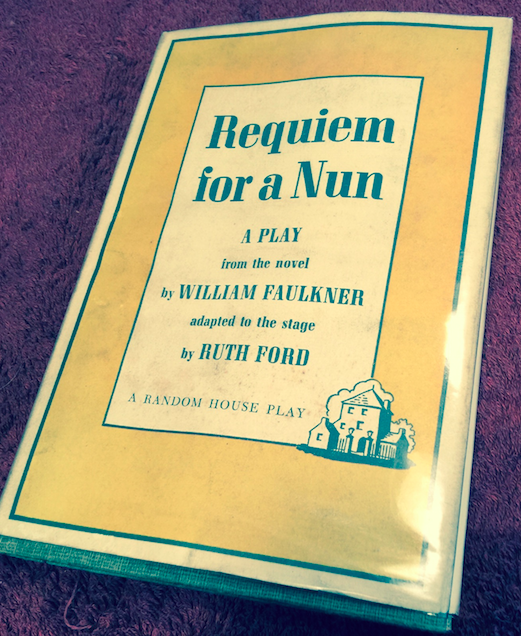 Requiem
for a Nun
A PLAY
from the novel
by WILLIAM FAULKNER
adapted to the stage
by RUTH FORD
A RANDOM HOUSE PLAY